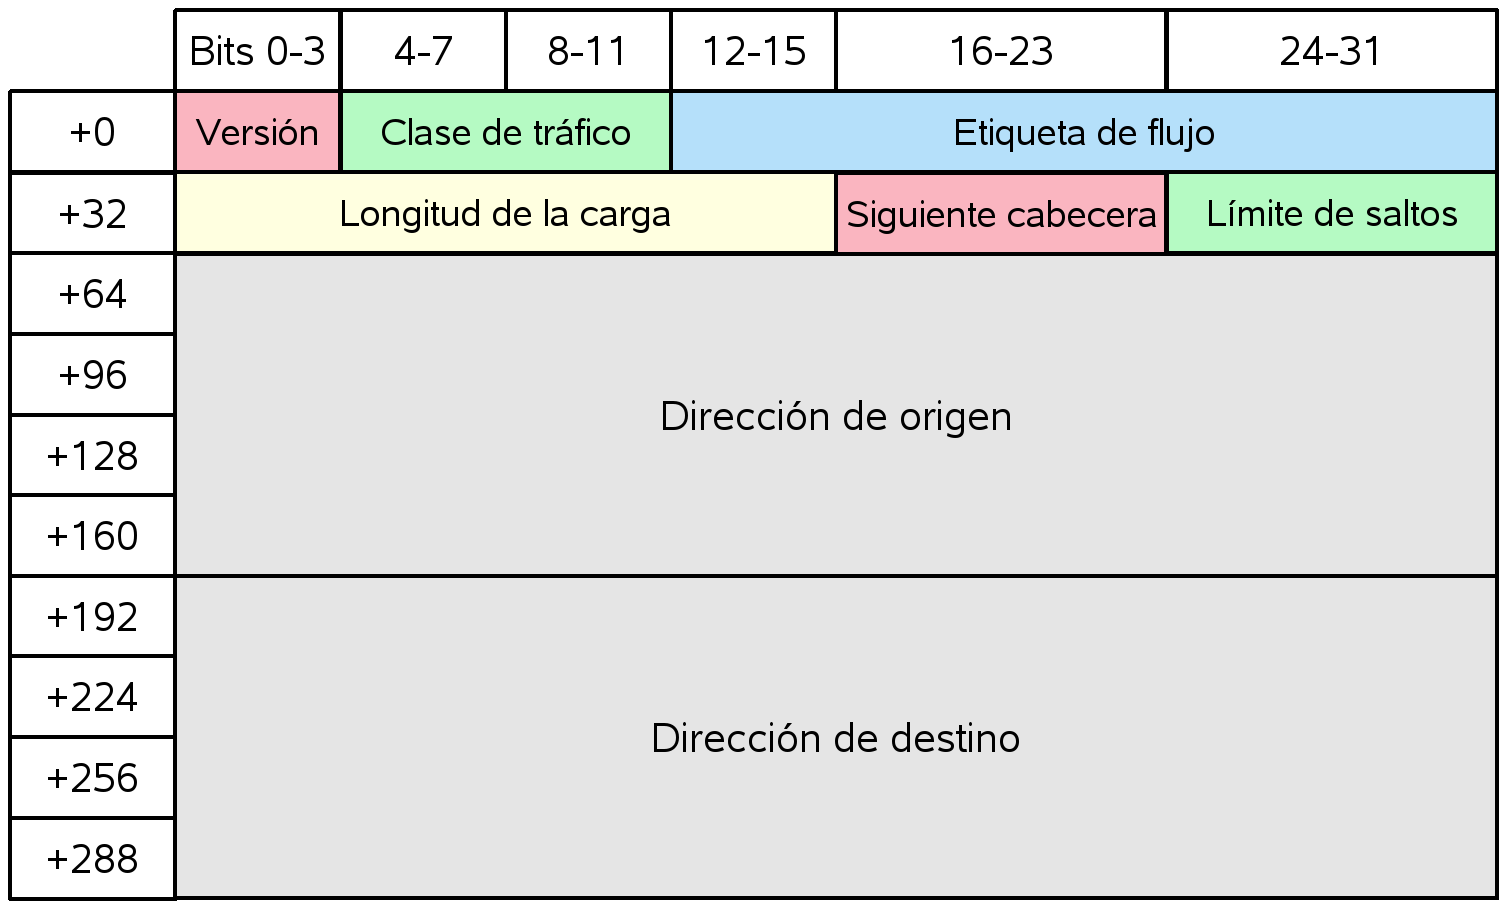 Bits 0-3 4-7 8-11 12-15 16-23 24-31
+0 Versión Clase de tráfico Etiqueta de flujo
+32 Longitud de la carga Siguiente cabecera Límite de saltos
+64
+96
Dirección de origen
+128
+160
+192
+224
Dirección de destino
+256
+288